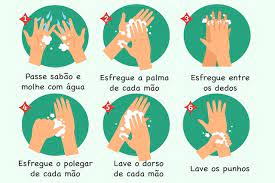 1
Passe sabão e
molhe com água
2
Esfregue a palma
de cada mão
3
Esfregue entre
os dedos
4
Esfregue o polegar
de cada mão
5
Lave o dorso
de cada mão
6
Lave os punhos